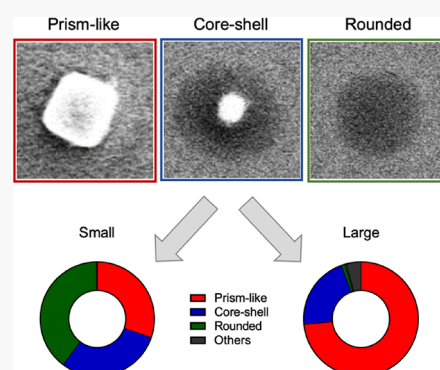 Prism-like Core-shell Rounded
Small Large
Prism-like
Core-shell
Rounded
Others